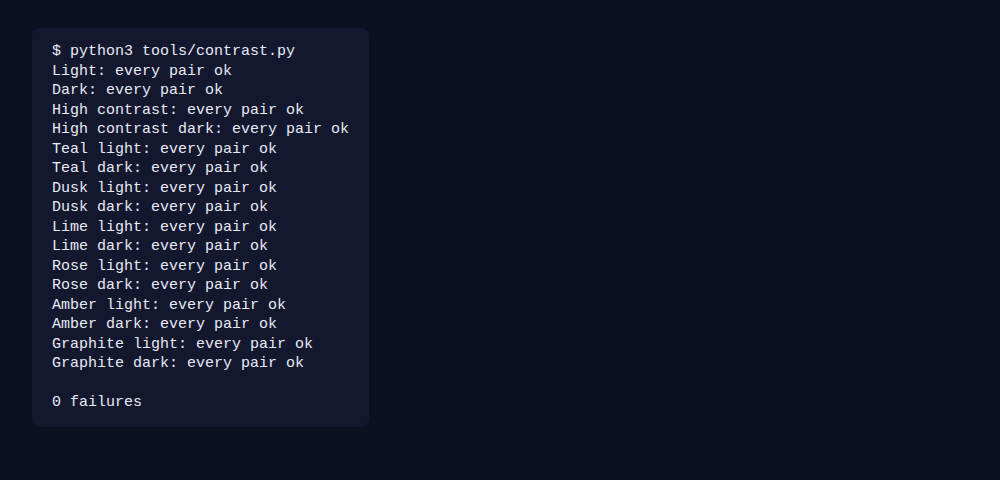 $ python3 tools/contrast.py
Light: every pair ok
Dark: every pair ok
High contrast: every pair ok
High contrast dark: every pair ok
Teal light: every pair ok
Teal dark: every pair ok
Dusk light: every pair ok
Dusk dark: every pair ok
Lime light: every pair ok
Lime dark: every pair ok
Rose light: every pair ok
Rose dark: every pair ok
Amber light: every pair ok
Amber dark: every pair ok
Graphite light: every pair ok
Graphite dark: every pair ok

0 failures